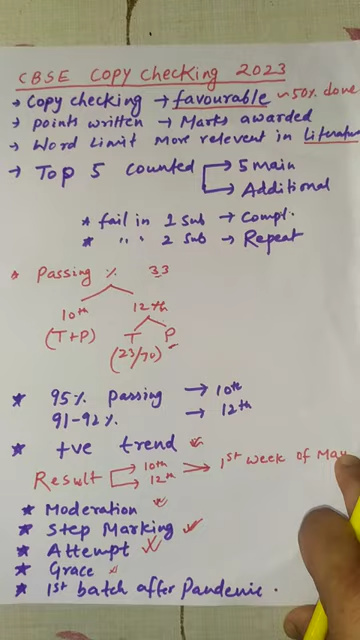 CBSE Copy Checking 2023
→ Copy checking → favourable ~50% done
→ points written → Marks awarded
→ Word Limit More relevent in Literature
→ Top 5 counted → 5 main
→ Additional
* fail in 1 Sub → Compt.
* " " 2 Sub → Repeat
* Passing % 33
10th 12th
(T+P) T P
(23/70)
* 95% passing → 10th
91-92% → 12th
* +ve trend
Result → 10th → 12th → 1st week of May
* Moderation
* Step Marking
* Attempt
* Grace
* 1st batch after Pandemic.